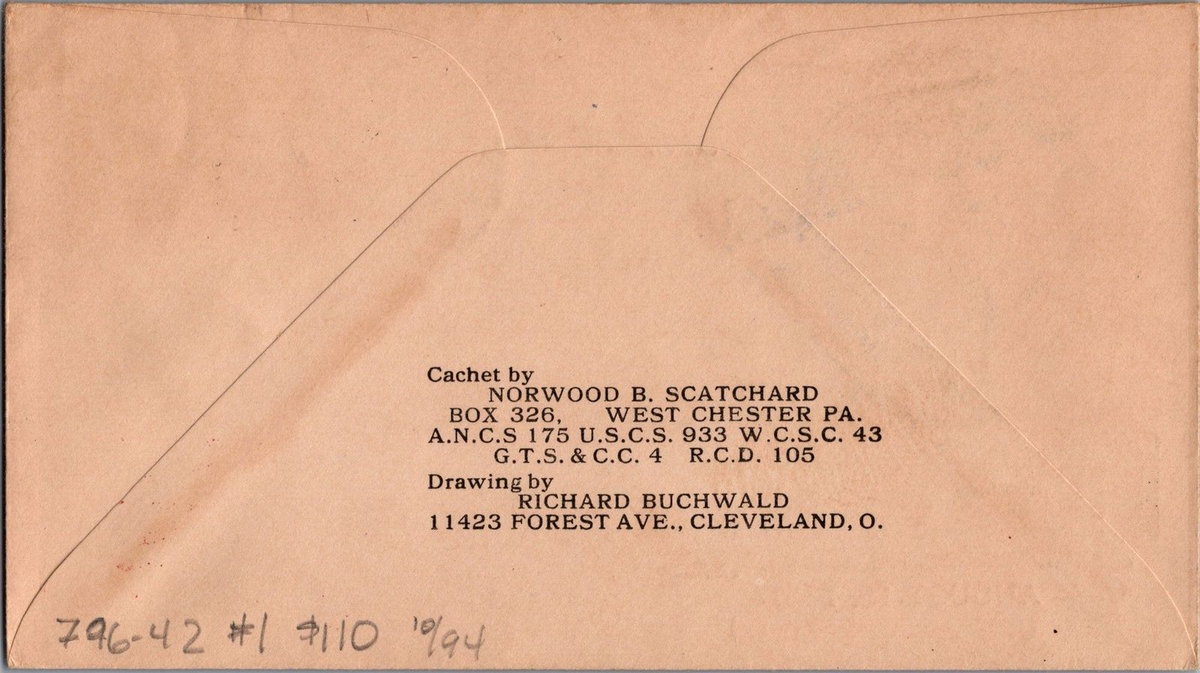 Cachet by
NORWOOD B. SCATCHARD
BOX 326, WEST CHESTER PA.
A.N.C.S 175 U.S.C.S. 933 W.C.S.C. 43
G.T.S. & C.C. 4 R.C.D. 105
Drawing by
RICHARD BUCHWALD
11423 FOREST AVE., CLEVELAND, O.
796-42 #1 $110 10/94